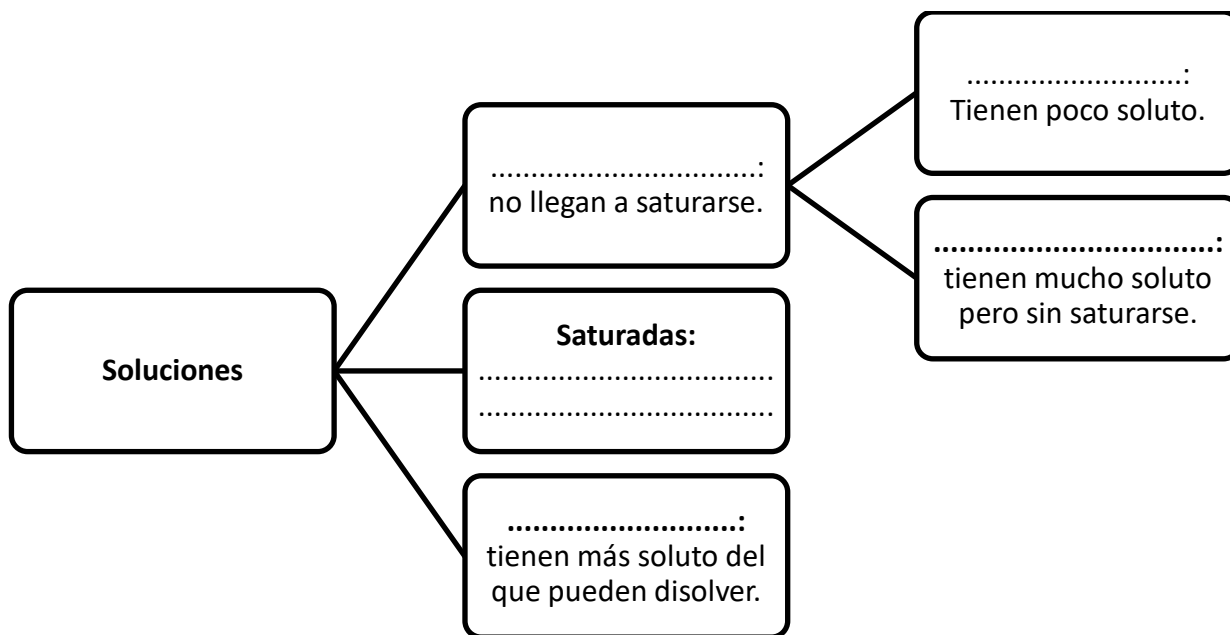 Soluciones
.................................:
no llegan a saturarse.
...........................:
Tienen poco soluto.
.................................:
tienen mucho soluto
pero sin saturarse.
Saturadas:
.....................................
.....................................
...........................:
tienen más soluto del
que pueden disolver.